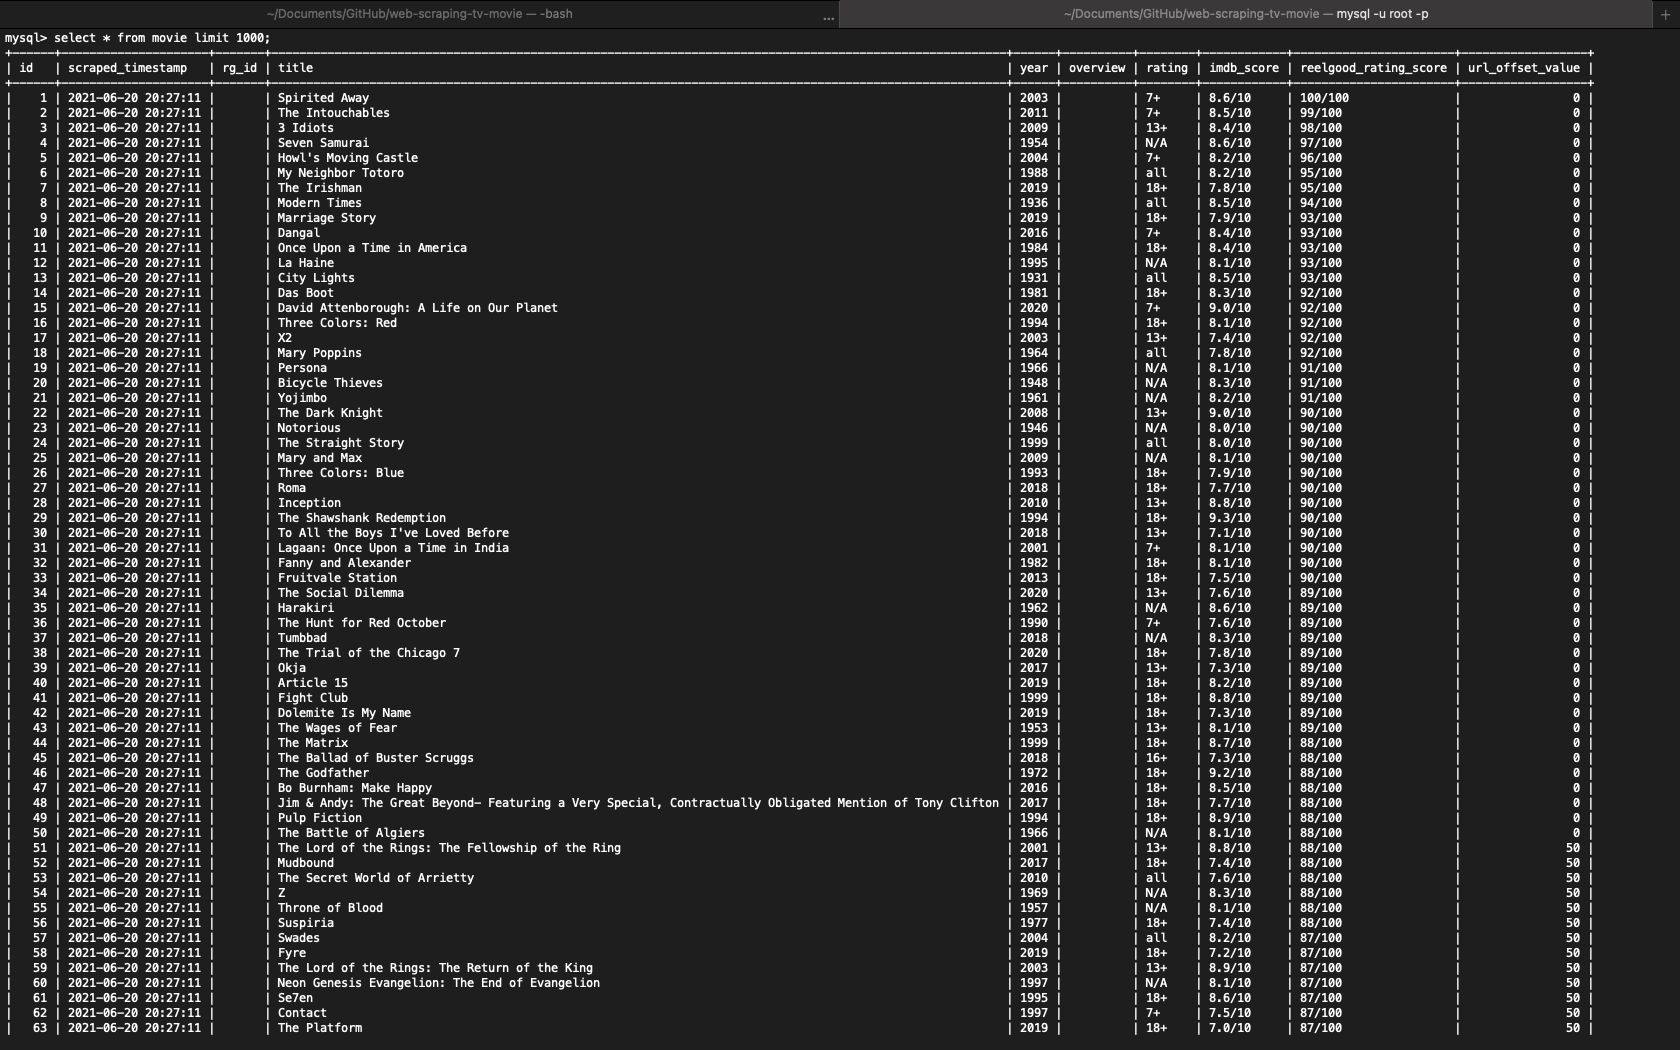 ~/Documents/GitHub/web-scraping-tv-movie — -bash ... ~/Documents/GitHub/web-scraping-tv-movie — mysql -u root -p +
mysql> select * from movie limit 1000;
| id | scraped_timestamp | rg_id | title | year | overview | rating | imdb_score | reelgood_rating_score | url_offset_value |
| 1 | 2021-06-20 20:27:11 | | Spirited Away | 2003 | | 7+ | 8.6/10 | 100/100 | 0 |
| 2 | 2021-06-20 20:27:11 | | The Intouchables | 2011 | | 7+ | 8.5/10 | 99/100 | 0 |
| 3 | 2021-06-20 20:27:11 | | 3 Idiots | 2009 | | 13+ | 8.4/10 | 98/100 | 0 |
| 4 | 2021-06-20 20:27:11 | | Seven Samurai | 1954 | | N/A | 8.6/10 | 97/100 | 0 |
| 5 | 2021-06-20 20:27:11 | | Howl's Moving Castle | 2004 | | 7+ | 8.2/10 | 96/100 | 0 |
| 6 | 2021-06-20 20:27:11 | | My Neighbor Totoro | 1988 | | all | 8.2/10 | 95/100 | 0 |
| 7 | 2021-06-20 20:27:11 | | The Irishman | 2019 | | 18+ | 7.8/10 | 95/100 | 0 |
| 8 | 2021-06-20 20:27:11 | | Modern Times | 1936 | | all | 8.5/10 | 94/100 | 0 |
| 9 | 2021-06-20 20:27:11 | | Marriage Story | 2019 | | 18+ | 7.9/10 | 93/100 | 0 |
| 10 | 2021-06-20 20:27:11 | | Dangal | 2016 | | 7+ | 8.4/10 | 93/100 | 0 |
| 11 | 2021-06-20 20:27:11 | | Once Upon a Time in America | 1984 | | 18+ | 8.4/10 | 93/100 | 0 |
| 12 | 2021-06-20 20:27:11 | | La Haine | 1995 | | N/A | 8.1/10 | 93/100 | 0 |
| 13 | 2021-06-20 20:27:11 | | City Lights | 1931 | | all | 8.5/10 | 93/100 | 0 |
| 14 | 2021-06-20 20:27:11 | | Das Boot | 1981 | | 18+ | 8.3/10 | 92/100 | 0 |
| 15 | 2021-06-20 20:27:11 | | David Attenborough: A Life on Our Planet | 2020 | | 7+ | 9.0/10 | 92/100 | 0 |
| 16 | 2021-06-20 20:27:11 | | Three Colors: Red | 1994 | | 18+ | 8.1/10 | 92/100 | 0 |
| 17 | 2021-06-20 20:27:11 | | X2 | 2003 | | 13+ | 7.4/10 | 92/100 | 0 |
| 18 | 2021-06-20 20:27:11 | | Mary Poppins | 1964 | | all | 7.8/10 | 92/100 | 0 |
| 19 | 2021-06-20 20:27:11 | | Persona | 1966 | | N/A | 8.1/10 | 91/100 | 0 |
| 20 | 2021-06-20 20:27:11 | | Bicycle Thieves | 1948 | | N/A | 8.3/10 | 91/100 | 0 |
| 21 | 2021-06-20 20:27:11 | | Yojimbo | 1961 | | N/A | 8.2/10 | 91/100 | 0 |
| 22 | 2021-06-20 20:27:11 | | The Dark Knight | 2008 | | 13+ | 9.0/10 | 90/100 | 0 |
| 23 | 2021-06-20 20:27:11 | | Notorious | 1946 | | N/A | 8.0/10 | 90/100 | 0 |
| 24 | 2021-06-20 20:27:11 | | The Straight Story | 1999 | | all | 8.0/10 | 90/100 | 0 |
| 25 | 2021-06-20 20:27:11 | | Mary and Max | 2009 | | N/A | 8.1/10 | 90/100 | 0 |
| 26 | 2021-06-20 20:27:11 | | Three Colors: Blue | 1993 | | 18+ | 7.9/10 | 90/100 | 0 |
| 27 | 2021-06-20 20:27:11 | | Roma | 2018 | | 18+ | 7.7/10 | 90/100 | 0 |
| 28 | 2021-06-20 20:27:11 | | Inception | 2010 | | 13+ | 8.8/10 | 90/100 | 0 |
| 29 | 2021-06-20 20:27:11 | | The Shawshank Redemption | 1994 | | 18+ | 9.3/10 | 90/100 | 0 |
| 30 | 2021-06-20 20:27:11 | | To All the Boys I've Loved Before | 2018 | | 13+ | 7.1/10 | 90/100 | 0 |
| 31 | 2021-06-20 20:27:11 | | Lagaan: Once Upon a Time in India | 2001 | | 7+ | 8.1/10 | 90/100 | 0 |
| 32 | 2021-06-20 20:27:11 | | Fanny and Alexander | 1982 | | 18+ | 8.1/10 | 90/100 | 0 |
| 33 | 2021-06-20 20:27:11 | | Fruitvale Station | 2013 | | 18+ | 7.5/10 | 90/100 | 0 |
| 34 | 2021-06-20 20:27:11 | | The Social Dilemma | 2020 | | 13+ | 7.6/10 | 89/100 | 0 |
| 35 | 2021-06-20 20:27:11 | | Harakiri | 1962 | | N/A | 8.6/10 | 89/100 | 0 |
| 36 | 2021-06-20 20:27:11 | | The Hunt for Red October | 1990 | | 7+ | 7.6/10 | 89/100 | 0 |
| 37 | 2021-06-20 20:27:11 | | Tumbbad | 2018 | | N/A | 8.3/10 | 89/100 | 0 |
| 38 | 2021-06-20 20:27:11 | | The Trial of the Chicago 7 | 2020 | | 18+ | 7.8/10 | 89/100 | 0 |
| 39 | 2021-06-20 20:27:11 | | Okja | 2017 | | 13+ | 7.3/10 | 89/100 | 0 |
| 40 | 2021-06-20 20:27:11 | | Article 15 | 2019 | | 18+ | 8.2/10 | 89/100 | 0 |
| 41 | 2021-06-20 20:27:11 | | Fight Club | 1999 | | 18+ | 8.8/10 | 89/100 | 0 |
| 42 | 2021-06-20 20:27:11 | | Dolemite Is My Name | 2019 | | 18+ | 7.3/10 | 89/100 | 0 |
| 43 | 2021-06-20 20:27:11 | | The Wages of Fear | 1953 | | 13+ | 8.1/10 | 89/100 | 0 |
| 44 | 2021-06-20 20:27:11 | | The Matrix | 1999 | | 18+ | 8.7/10 | 88/100 | 0 |
| 45 | 2021-06-20 20:27:11 | | The Ballad of Buster Scruggs | 2018 | | 16+ | 7.3/10 | 88/100 | 0 |
| 46 | 2021-06-20 20:27:11 | | The Godfather | 1972 | | 18+ | 9.2/10 | 88/100 | 0 |
| 47 | 2021-06-20 20:27:11 | | Bo Burnham: Make Happy | 2016 | | 18+ | 8.5/10 | 88/100 | 0 |
| 48 | 2021-06-20 20:27:11 | | Jim & Andy: The Great Beyond- Featuring a Very Special, Contractually Obligated Mention of Tony Clifton | 2017 | | 18+ | 7.7/10 | 88/100 | 0 |
| 49 | 2021-06-20 20:27:11 | | Pulp Fiction | 1994 | | 18+ | 8.9/10 | 88/100 | 0 |
| 50 | 2021-06-20 20:27:11 | | The Battle of Algiers | 1966 | | N/A | 8.1/10 | 88/100 | 0 |
| 51 | 2021-06-20 20:27:11 | | The Lord of the Rings: The Fellowship of the Ring | 2001 | | 13+ | 8.8/10 | 88/100 | 50 |
| 52 | 2021-06-20 20:27:11 | | Mudbound | 2017 | | 18+ | 7.4/10 | 88/100 | 50 |
| 53 | 2021-06-20 20:27:11 | | The Secret World of Arrietty | 2010 | | all | 7.6/10 | 88/100 | 50 |
| 54 | 2021-06-20 20:27:11 | | Z | 1969 | | N/A | 8.3/10 | 88/100 | 50 |
| 55 | 2021-06-20 20:27:11 | | Throne of Blood | 1957 | | N/A | 8.1/10 | 88/100 | 50 |
| 56 | 2021-06-20 20:27:11 | | Suspiria | 1977 | | 18+ | 7.4/10 | 88/100 | 50 |
| 57 | 2021-06-20 20:27:11 | | Swades | 2004 | | all | 8.2/10 | 87/100 | 50 |
| 58 | 2021-06-20 20:27:11 | | Fyre | 2019 | | 18+ | 7.2/10 | 87/100 | 50 |
| 59 | 2021-06-20 20:27:11 | | The Lord of the Rings: The Return of the King | 2003 | | 13+ | 8.9/10 | 87/100 | 50 |
| 60 | 2021-06-20 20:27:11 | | Neon Genesis Evangelion: The End of Evangelion | 1997 | | N/A | 8.1/10 | 87/100 | 50 |
| 61 | 2021-06-20 20:27:11 | | Se7en | 1995 | | 18+ | 8.6/10 | 87/100 | 50 |
| 62 | 2021-06-20 20:27:11 | | Contact | 1997 | | 7+ | 7.5/10 | 87/100 | 50 |
| 63 | 2021-06-20 20:27:11 | | The Platform | 2019 | | 18+ | 7.0/10 | 87/100 | 50 |